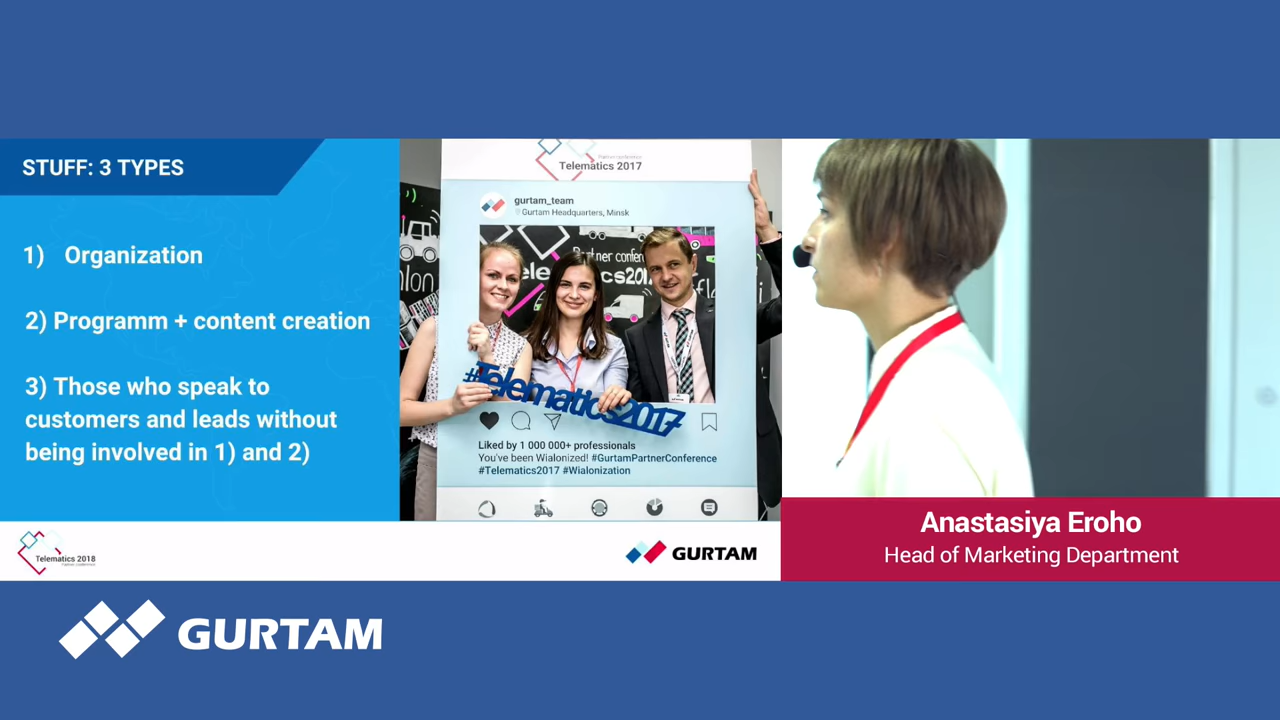 STUFF: 3 TYPES
1) Organization
2) Programm + content creation
3) Those who speak to
customers and leads without
being involved in 1) and 2)
Telematics 2017
gurtam_team
Gurtam Headquarters, Minsk
Partner confer
#Telematics2017
Liked by 1 000 000+ professionals
You've been Wialonized! #GurtamPartnerConference
#Telematics2017 #Wialonization
Telematics 2018
GURTAM
Anastasiya Eroho
Head of Marketing Department
GURTAM